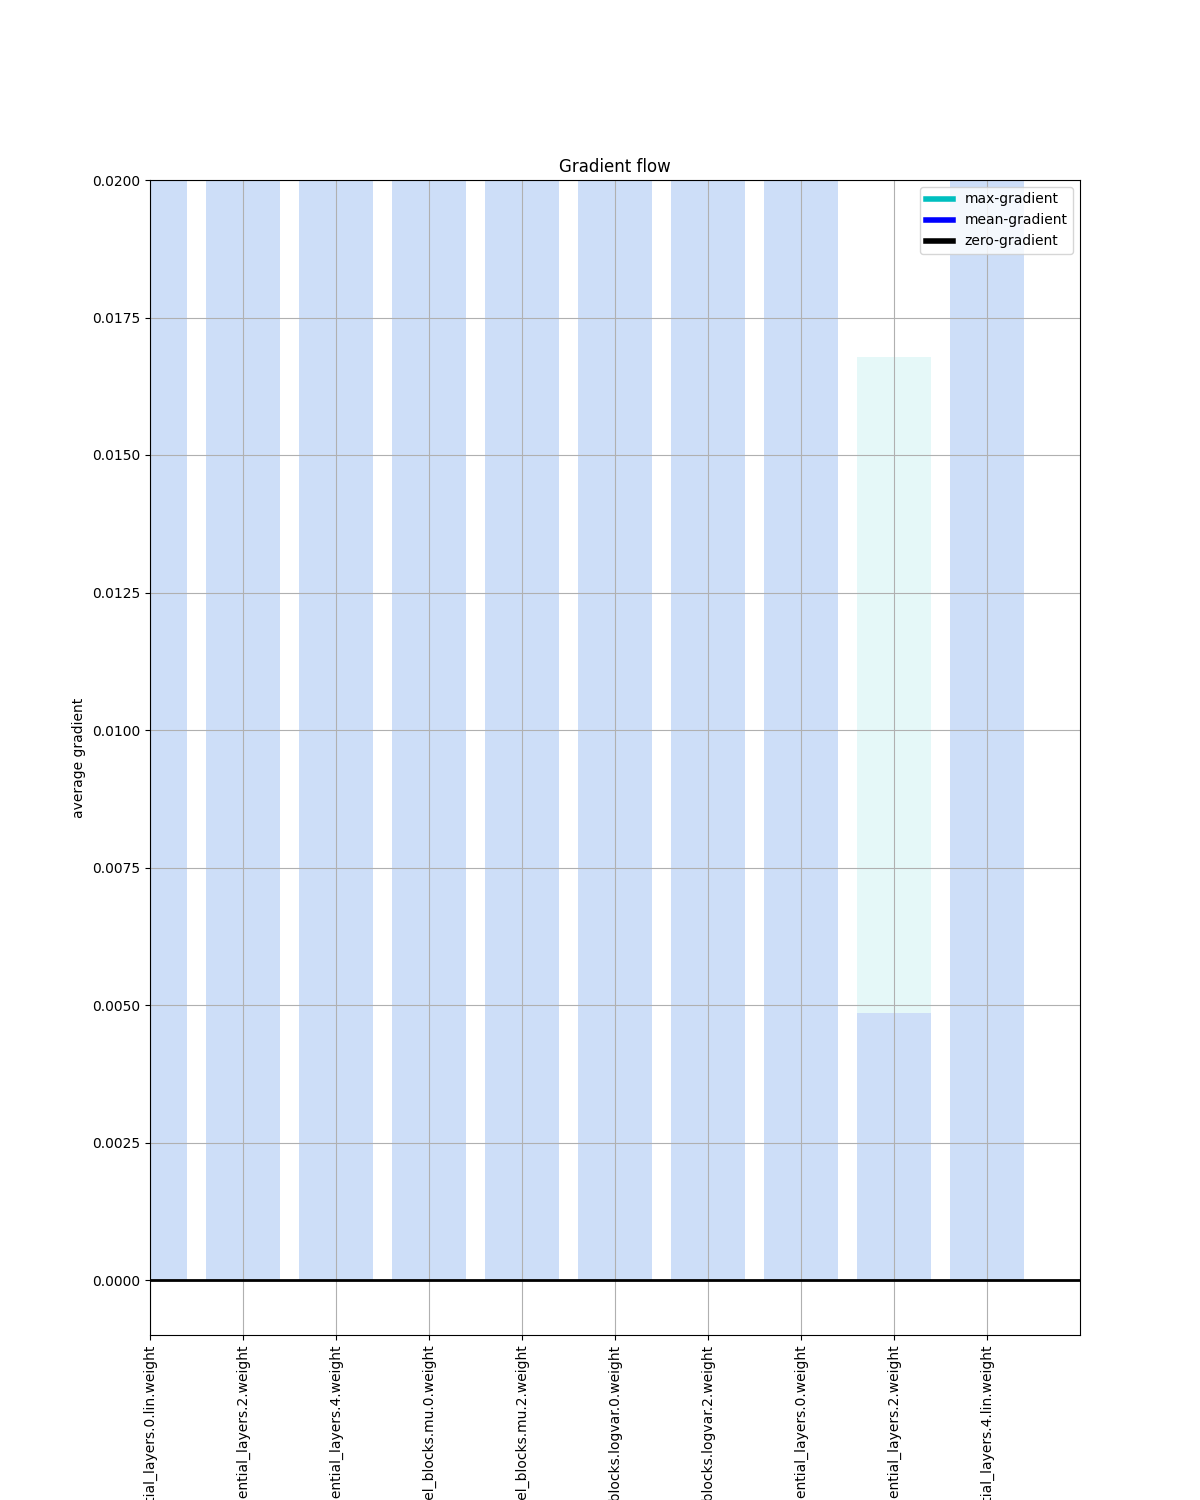 Gradient flow
max-gradient
mean-gradient
zero-gradient
0.0200
0.0175
0.0150
0.0125
0.0100
0.0075
0.0050
0.0025
0.0000
average gradient
tial_layers.0.lin.weight
ential_layers.2.weight
ential_layers.4.weight
el_blocks.mu.0.weight
el_blocks.mu.2.weight
blocks.logvar.0.weight
blocks.logvar.2.weight
ential_layers.0.weight
ential_layers.2.weight
tial_layers.4.lin.weight